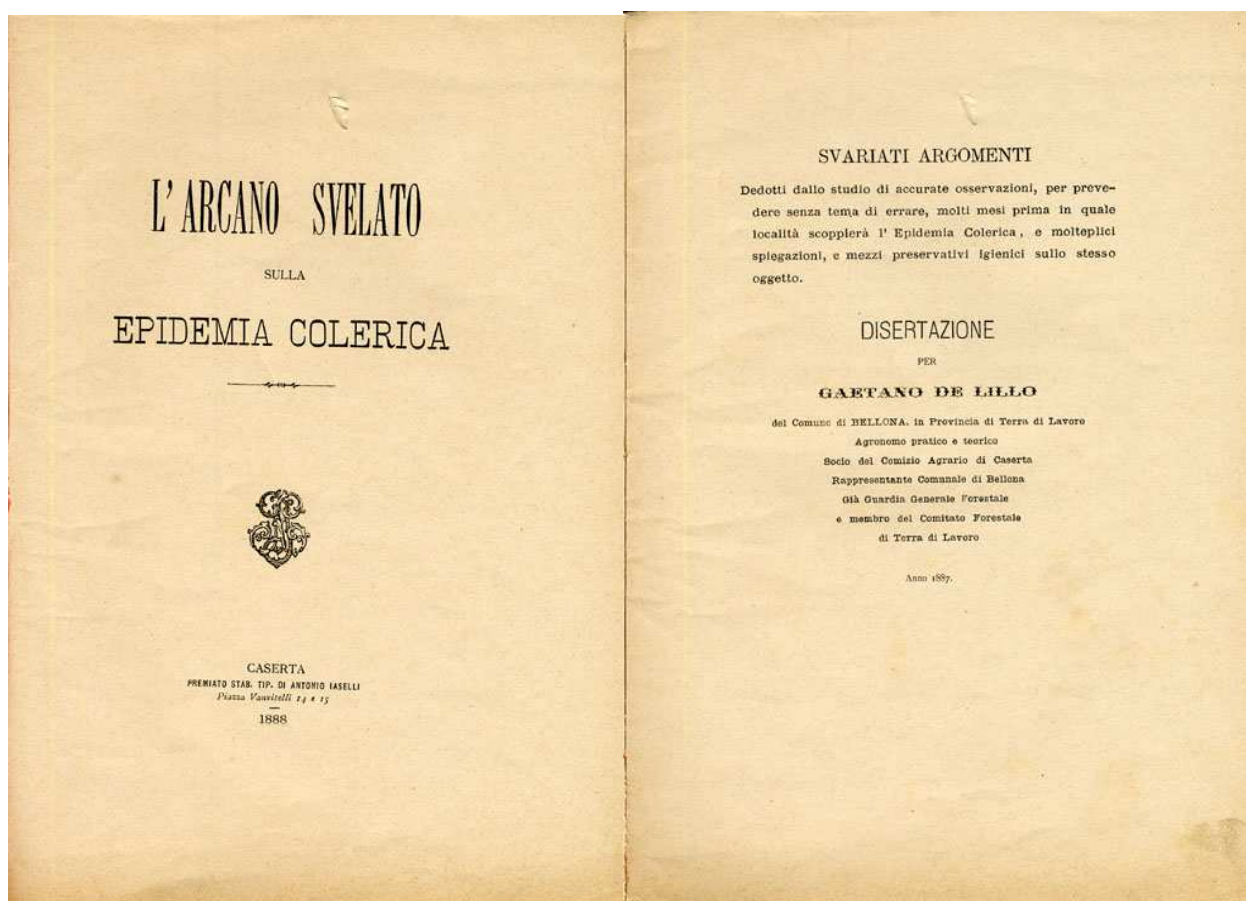 L'ARCANO SVELATO
SULLA
EPIDEMIA COLERICA
CASERTA
PREMIATO STAB. TIP. DI ANTONIO IASELLI
Piazza Vanvitelli 14 e 15
1888
SVARIATI ARGOMENTI
Dedotti dallo studio di accurate osservazioni, per preve-
dere senza tema di errare, molti mesi prima in quale
località scoppierà l' Epidemia Colerica, e molteplici
spiegazioni, e mezzi preservativi igienici sullo stesso
oggetto.
DISERTAZIONE
PER
GAETANO DE LILLO
del Comune di BELLONA. in Provincia di Terra di Lavoro
Agronomo pratico e teorico
Socio del Comizio Agrario di Caserta
Rappresentante Comunale di Bellona
Già Guardia Generale Forestale
e membro del Comitato Forestale
di Terra di Lavoro
Anno 1887.